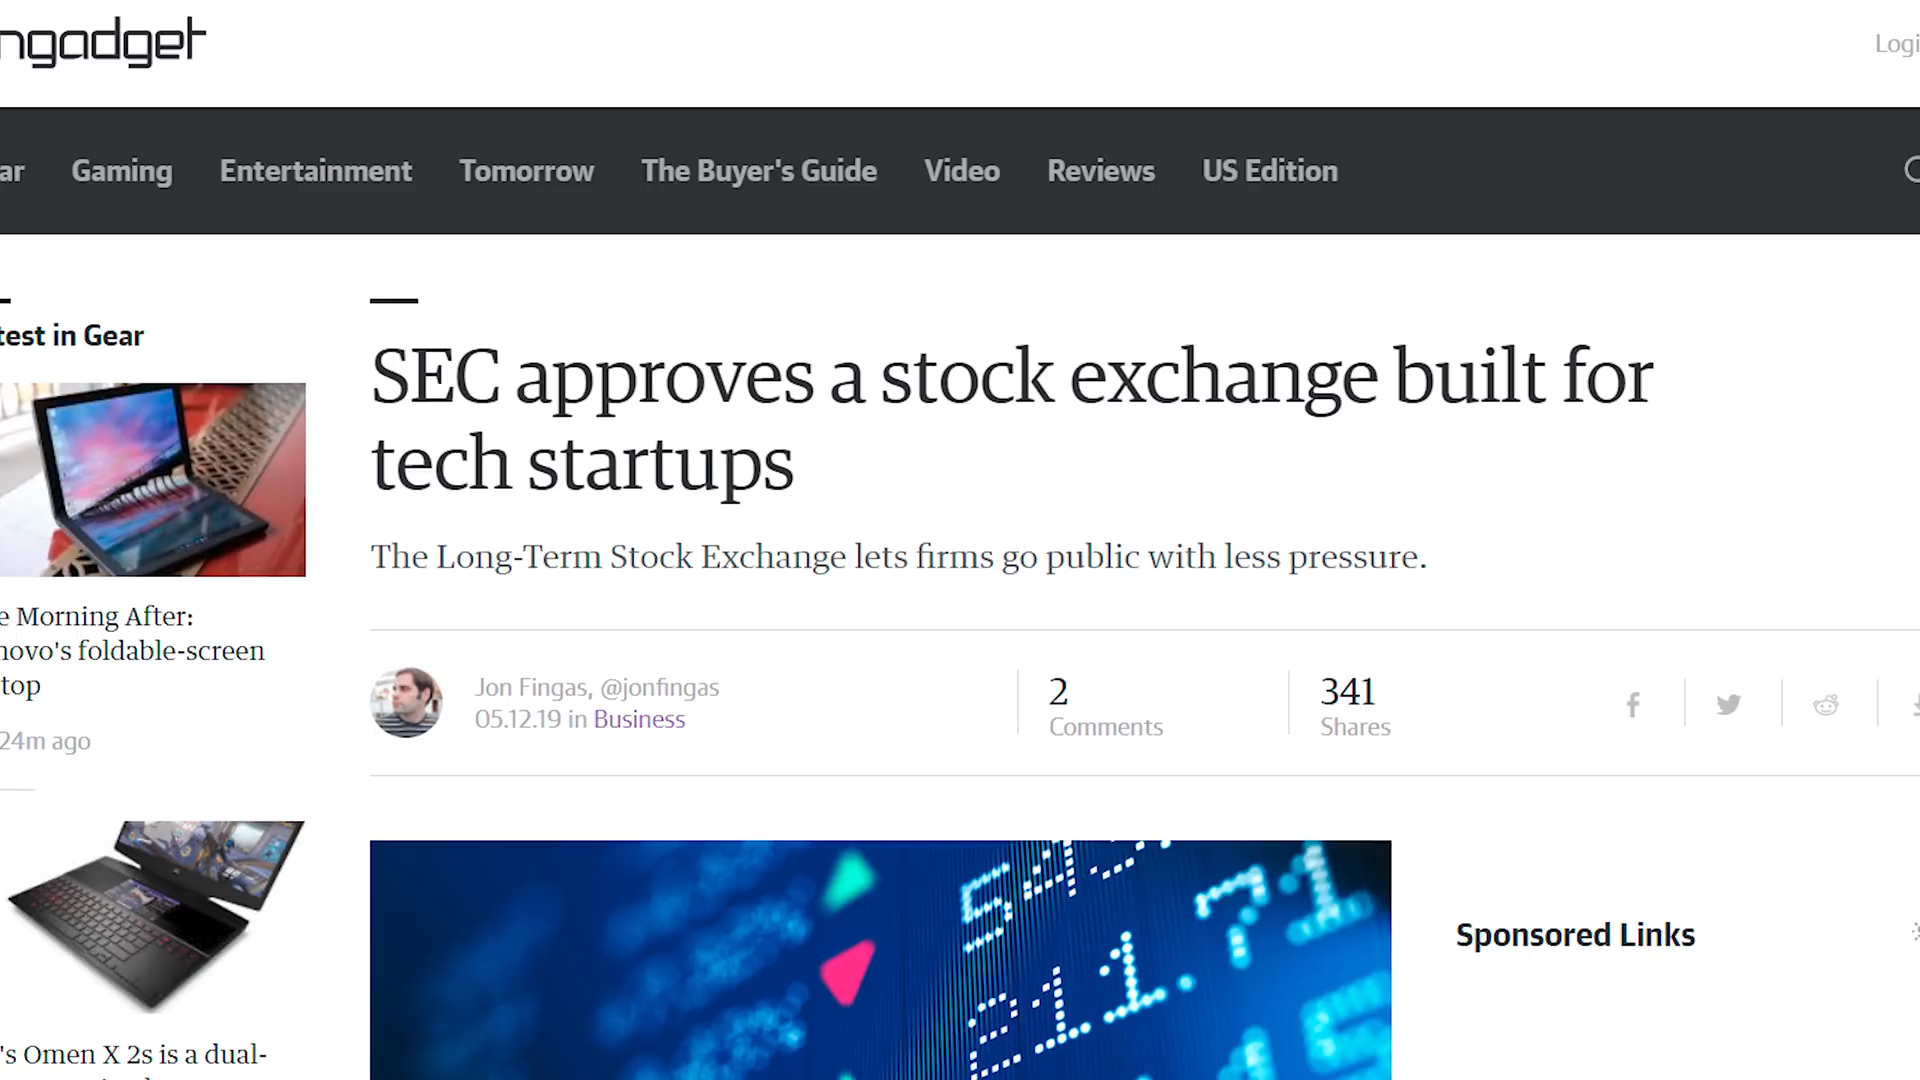 ngadget
Logi
ar Gaming Entertainment Tomorrow The Buyer's Guide Video Reviews US Edition
test in Gear
SEC approves a stock exchange built for
tech startups
The Long-Term Stock Exchange lets firms go public with less pressure.
e Morning After:
novo's foldable-screen
top
24m ago
Jon Fingas, @jonfingas
05.12.19 in Business
2
Comments
341
Shares
Sponsored Links
's Omen X 2s is a dual-